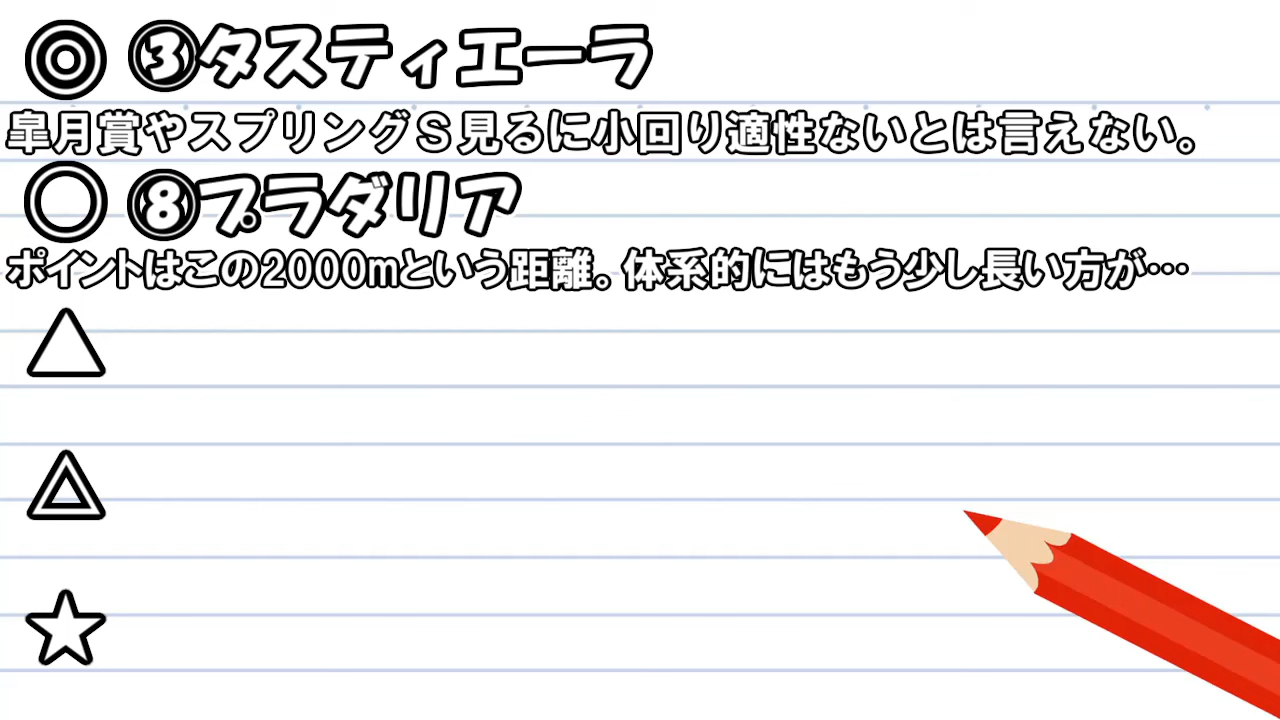 ◎ ③タスティエーラ
皐月賞やスプリングS見るに小回り適性ないとは言えない。
○ ⑧プラダリア
ポイントはこの2000mという距離。体系的にはもう少し長い方が…
△
▲
☆